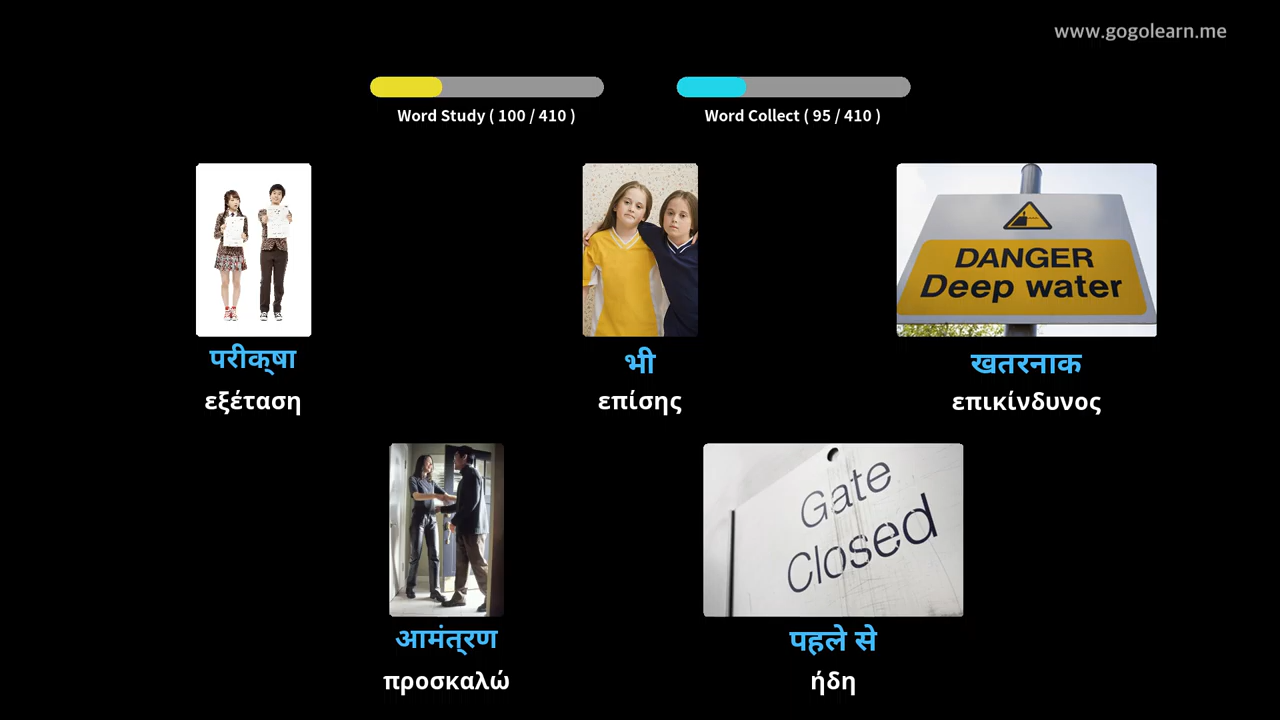 www.gogolearn.me
Word Study ( 100 / 410 )
Word Collect ( 95 / 410 )
DANGER
Deep water
परीक्षा
εξέταση
भी
επίσης
खतरनाक
επικίνδυνος
Gate
Closed
आमंत्रण
προσκαλώ
पहले से
ήδη